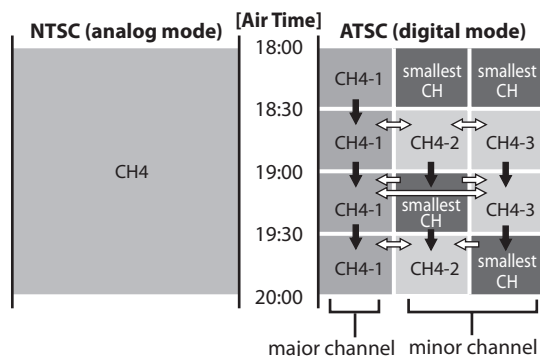 NTSC (analog mode) [Air Time] ATSC (digital mode)
18:00
CH4-1 smallest CH smallest CH
18:30
CH4-1 CH4-2 CH4-3
CH4
19:00
CH4-1 smallest CH CH4-3
19:30
CH4-1 CH4-2 smallest CH
20:00
major channel minor channel